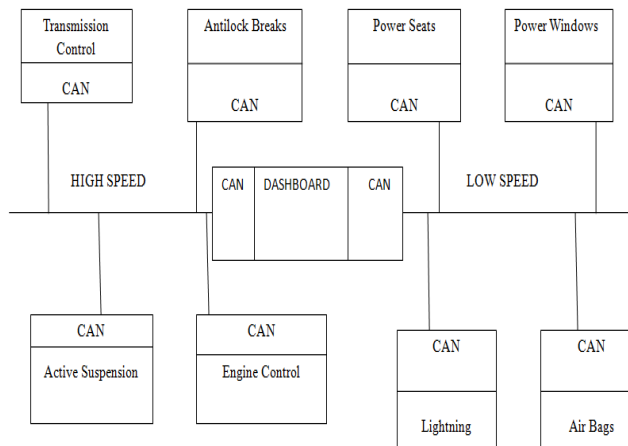 Transmission
Control
CAN
Antilock Breaks
CAN
Power Seats
CAN
Power Windows
CAN
HIGH SPEED
CAN
DASHBOARD
CAN
LOW SPEED
CAN
Active Suspension
CAN
Engine Control
CAN
Lightning
CAN
Air Bags